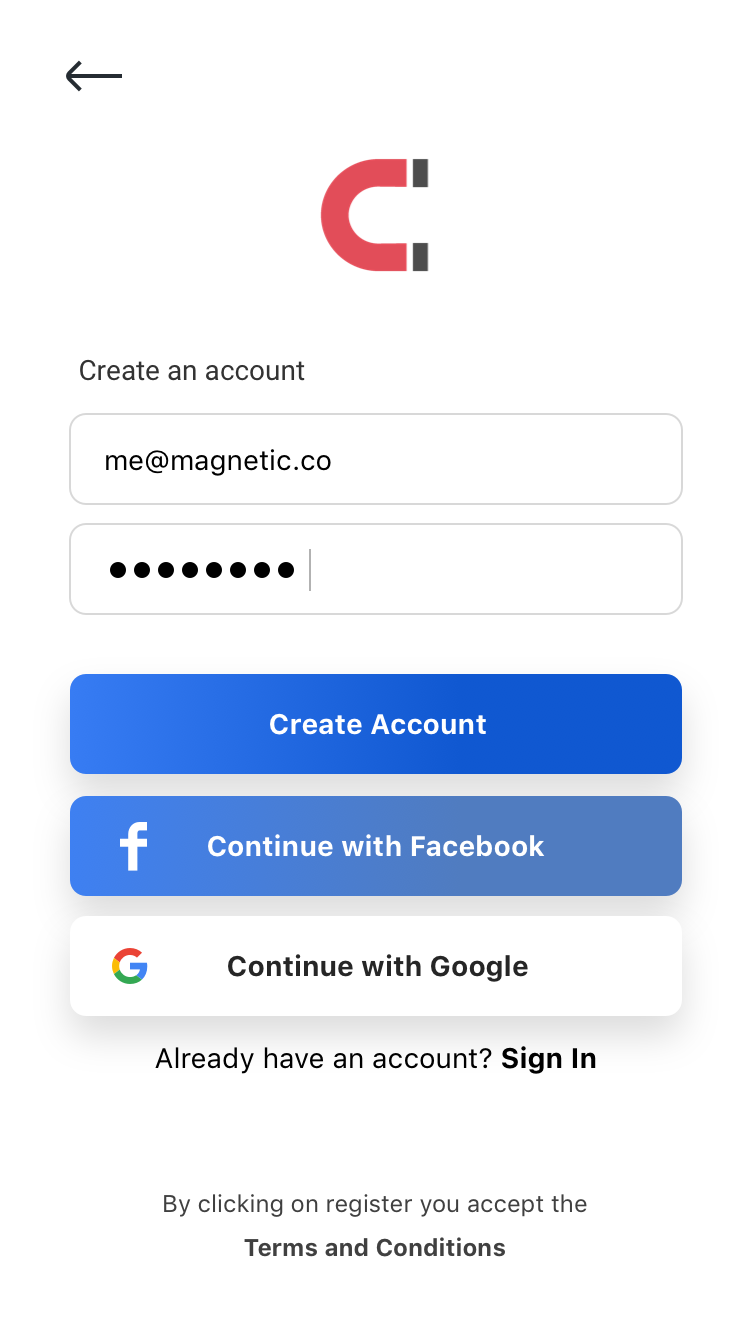 Create an account
me@magnetic.co
●●●●●●●●
Create Account
Continue with Facebook
Continue with Google
Already have an account? Sign In
By clicking on register you accept the
Terms and Conditions